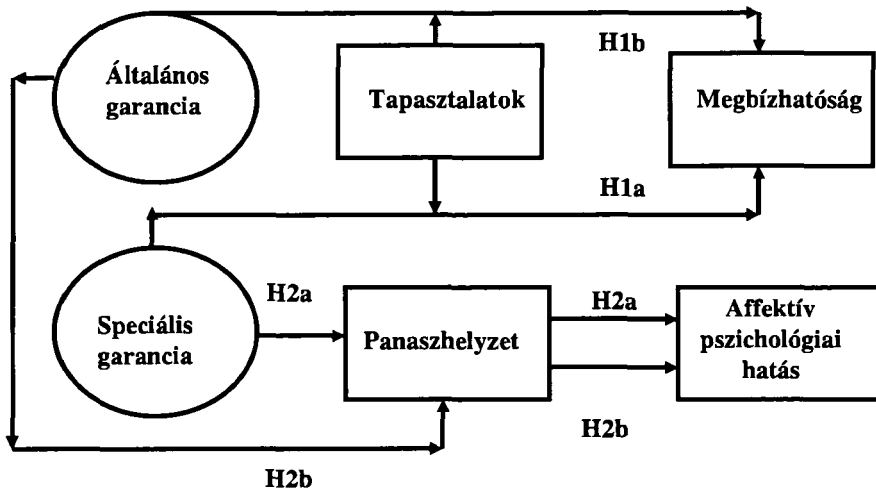 H1b
Általános
garancia
Tapasztalatok
Megbízhatóság
H1a
H2a
H2a
Speciális
garancia
Panaszhelyzet
Affektív
pszichológiai
hatás
H2b
H2b